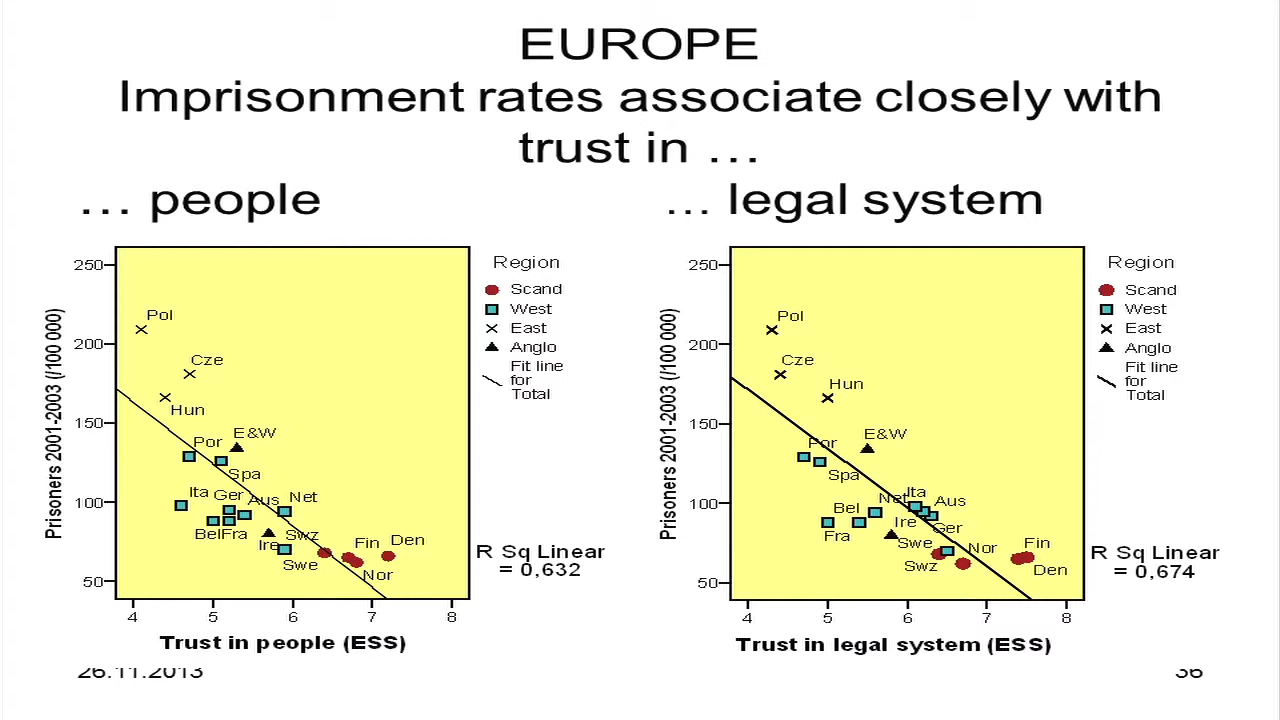 EUROPE
Imprisonment rates associate closely with
trust in …
… people
… legal system
Prisoners 2001-2003 (/100 000)
250
200
150
100
50
Pol
Cze
Hun
E&W
Por
Spa
Ita Ger Aus Net
BelFra
Ire Swz
Swe
Fin Den
Nor
4 5 6 7 8
Trust in people (ESS)
Region
Scand
West
East
Anglo
Fit line
for
Total
R Sq Linear
= 0,632
Prisoners 2001-2003 (/100 000)
250
200
150
100
50
Pol
Cze
Hun
E&W
Por
Spa
Net Ita
Bel Aus
Fra Ire Ger
Swe Nor Fin
Swz Den
4 5 6 7 8
Trust in legal system (ESS)
Region
Scand
West
East
Anglo
Fit line
for
Total
R Sq Linear
= 0,674
26.11.2013
36